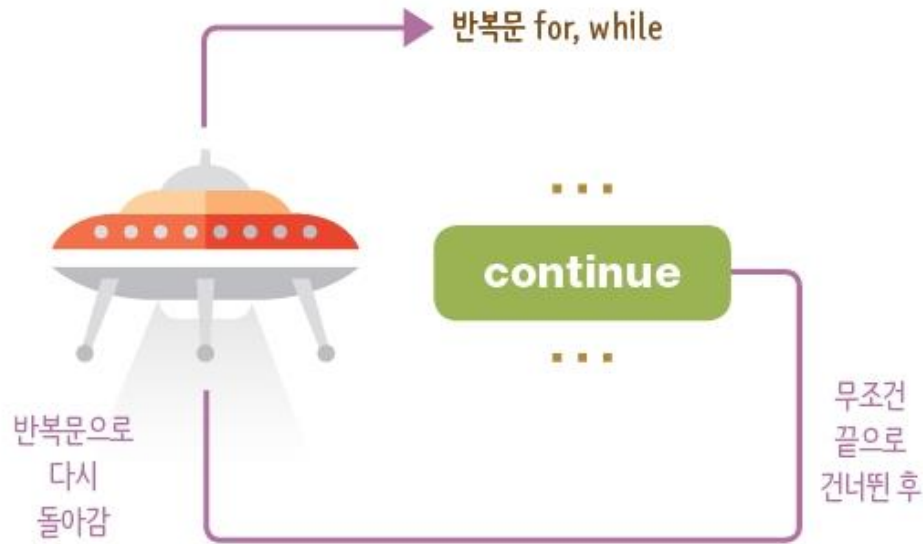 반복문 for, while
...
continue
...
무조건
끝으로
건너뛴 후
반복문으로
다시
돌아감